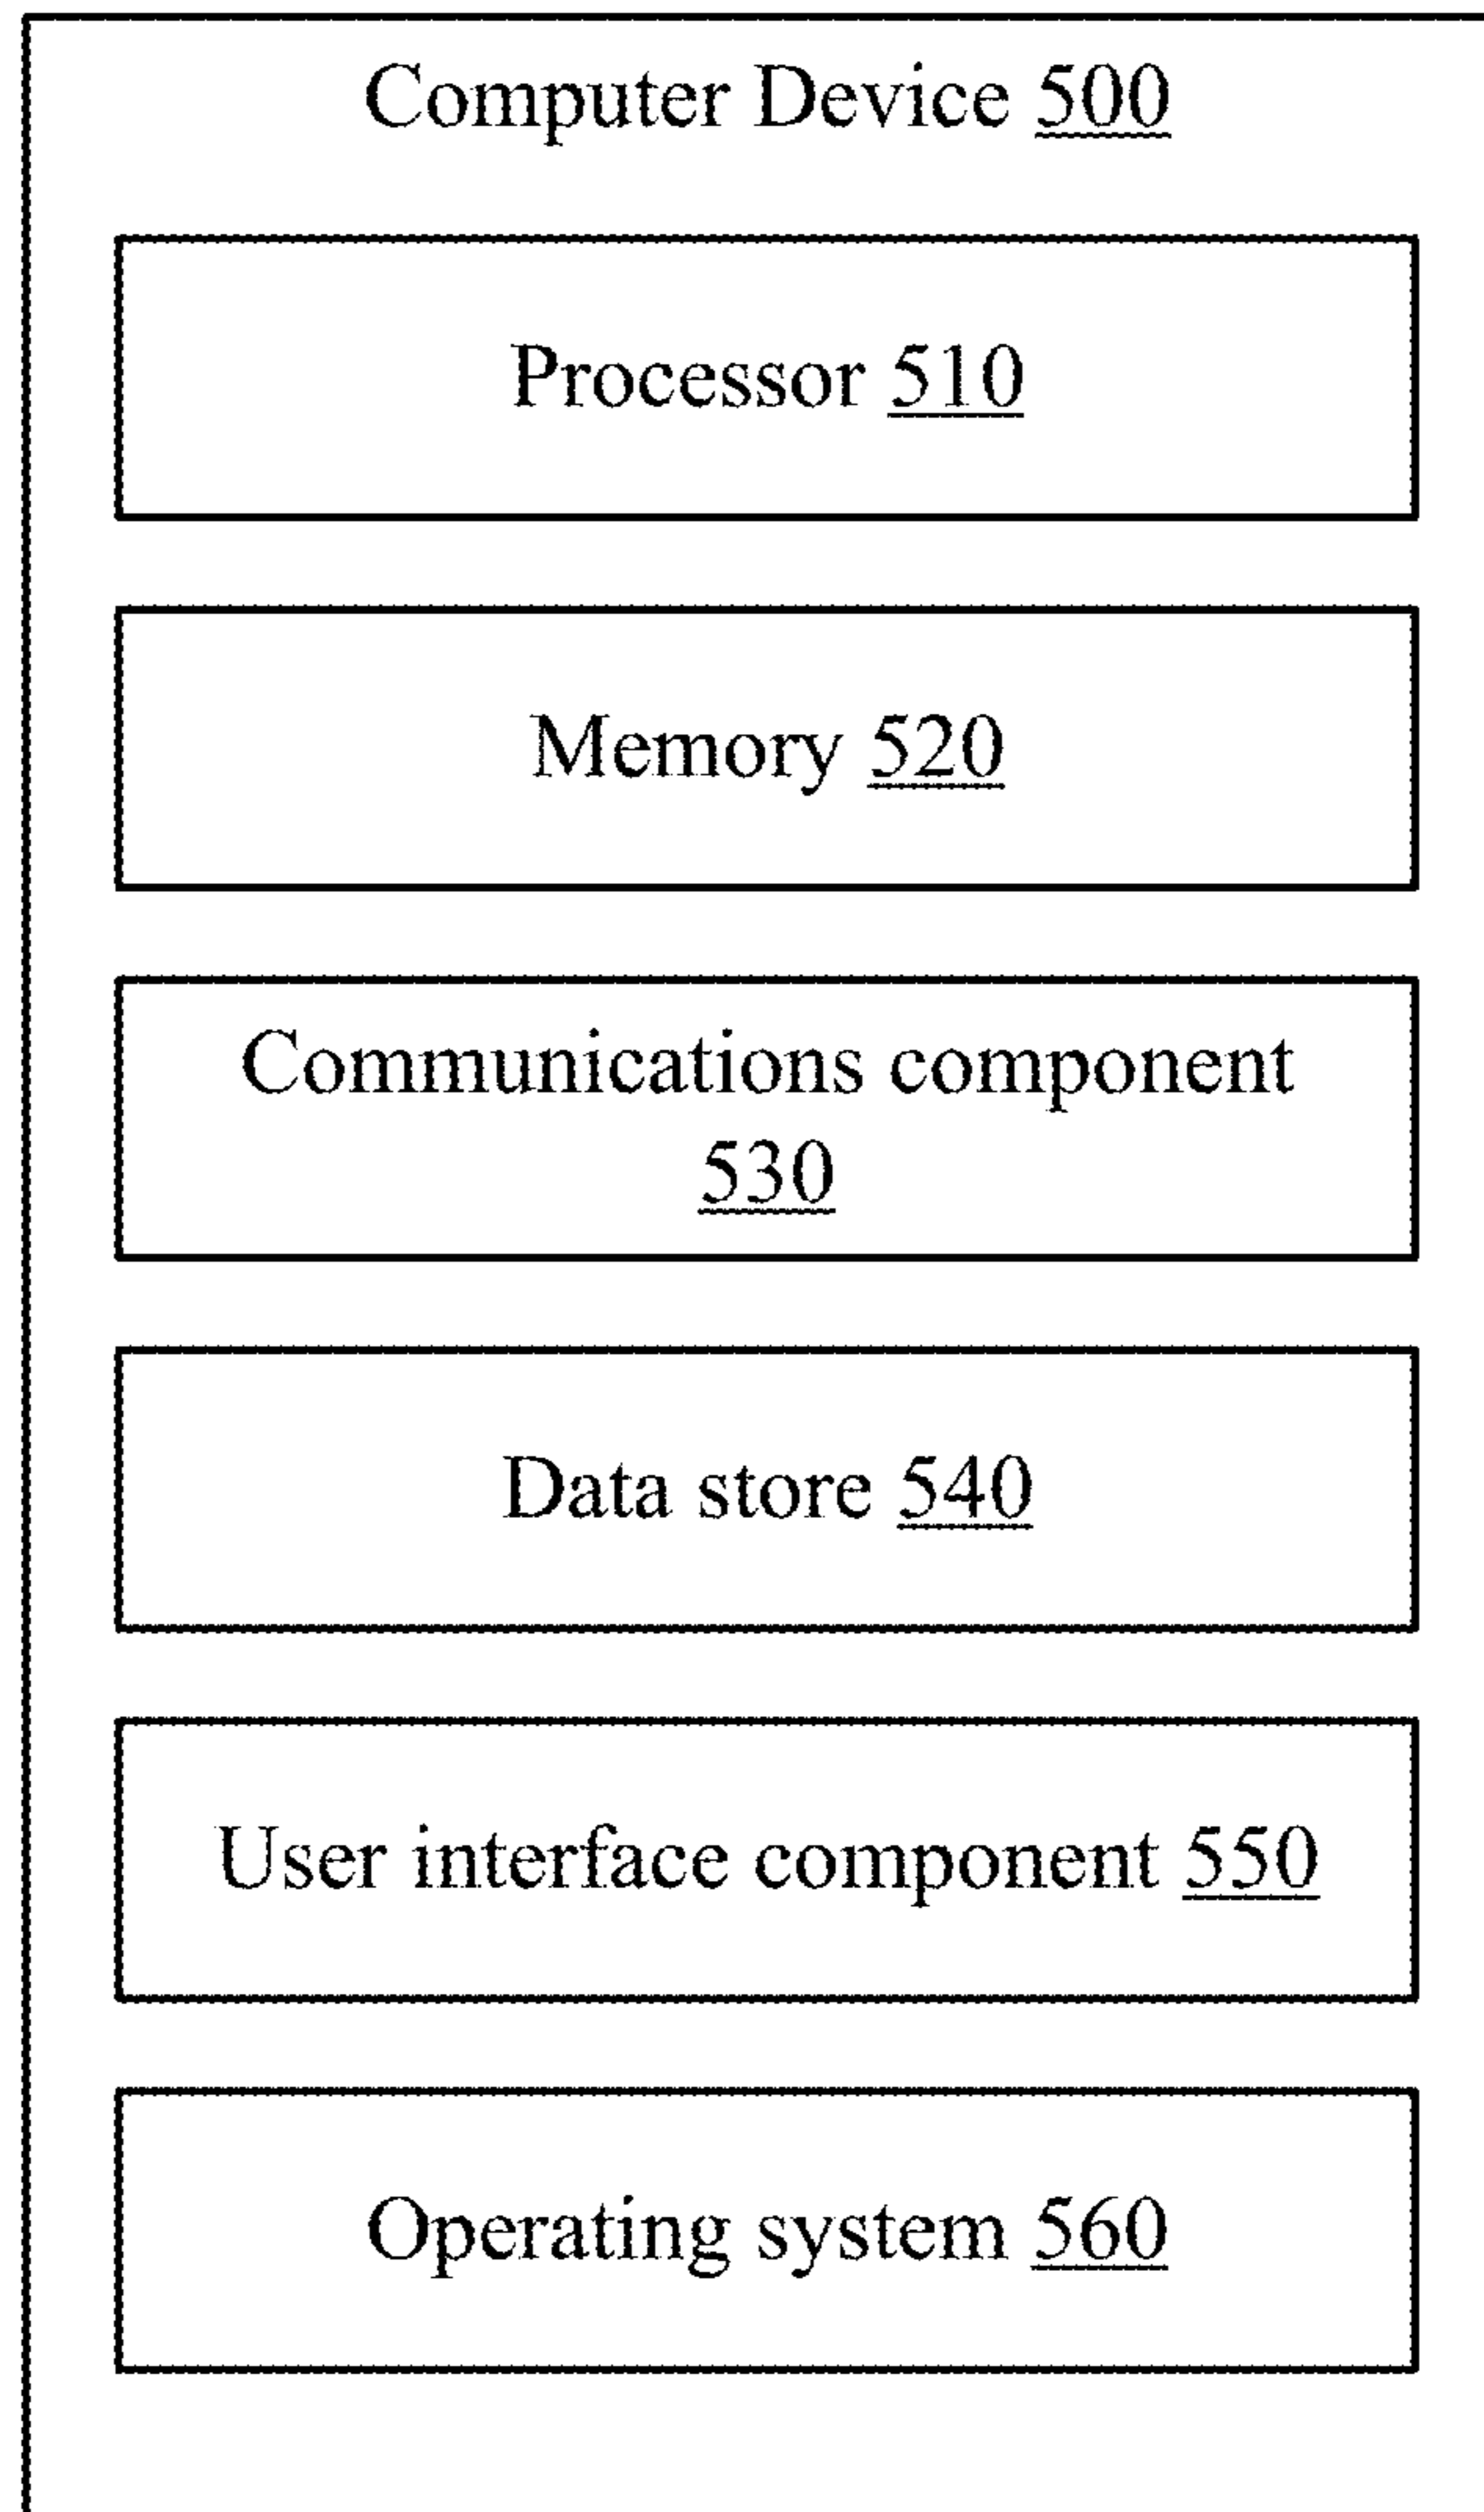 Computer Device 500
Processor 510
Memory 520
Communications component
530
Data store 540
User interface component 550
Operating system 560